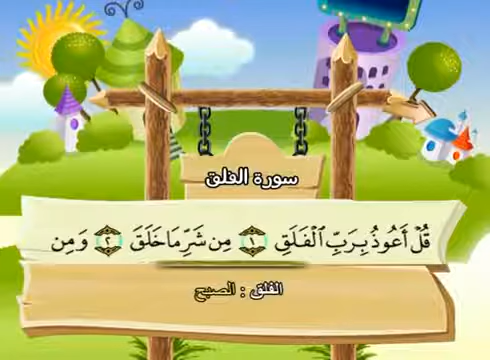 سورة الفلق
قُلْ أَعُوذُ بِرَبِّ ٱلْفَلَقِ ١ مِن شَرِّ مَا خَلَقَ ٢ وَمِن
الفلق : الصبح